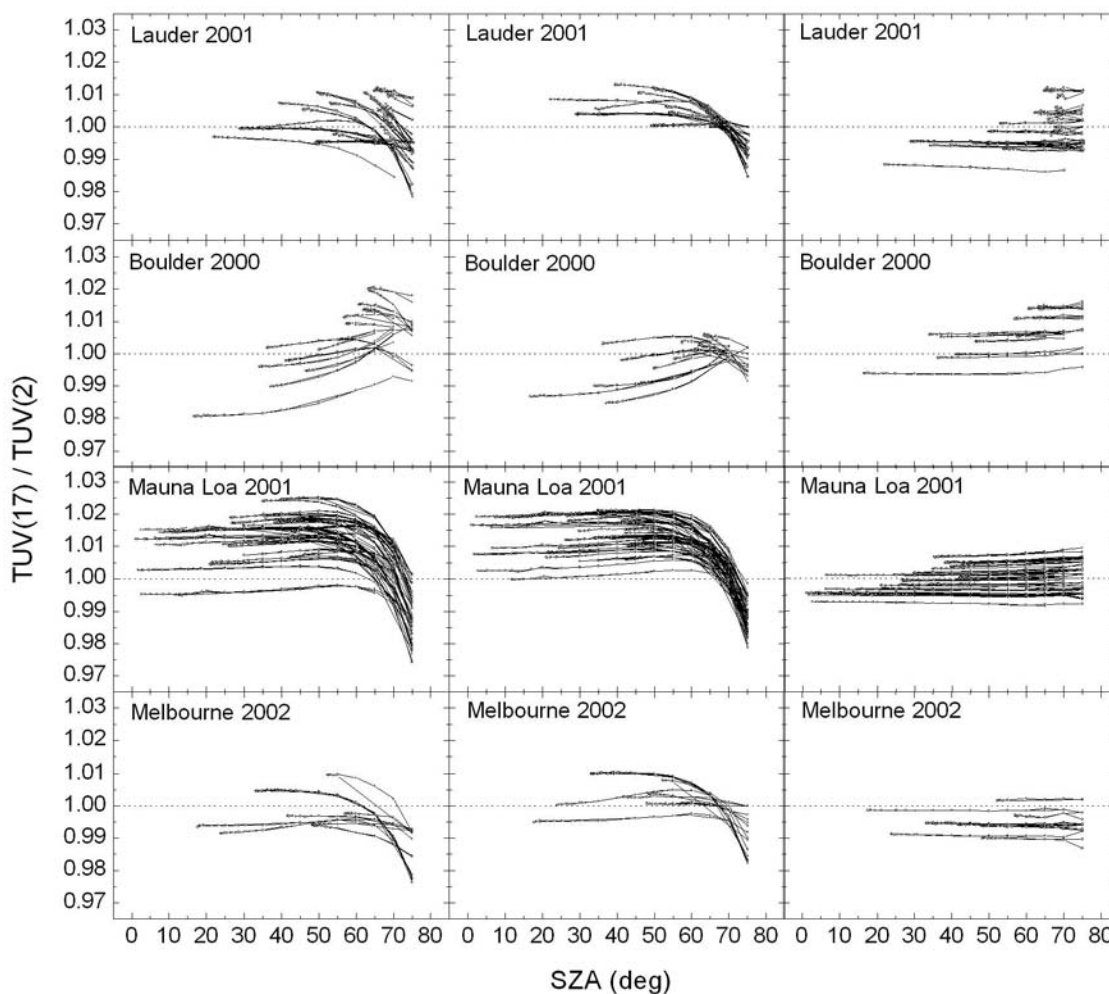 1.03
1.02
1.01
1.00
0.99
0.98
0.97
Lauder 2001
Lauder 2001
Lauder 2001
1.02
1.01
1.00
0.99
0.98
0.97
Boulder 2000
Boulder 2000
Boulder 2000
1.03
1.02
1.01
1.00
0.99
0.98
0.97
Mauna Loa 2001
Mauna Loa 2001
Mauna Loa 2001
1.03
1.02
1.01
1.00
0.99
0.98
0.97
Melbourne 2002
Melbourne 2002
Melbourne 2002
TUV(17) / TUV(2)
0 10 20 30 40 50 60 70 80
0 10 20 30 40 50 60 70 80
0 10 20 30 40 50 60 70 80
SZA (deg)